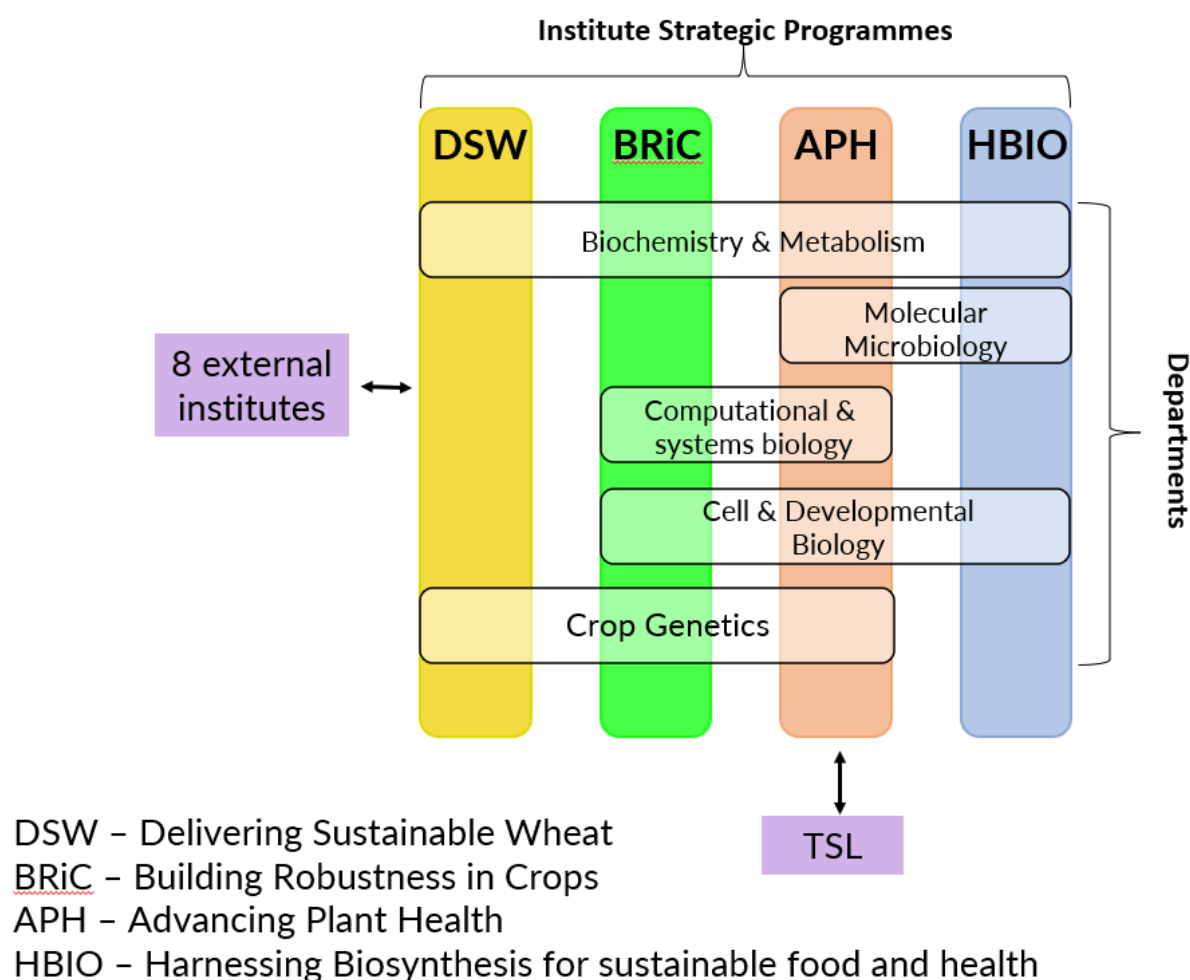 Institute Strategic Programmes
DSW
BRiC
APH
HBIO
Biochemistry & Metabolism
Molecular
Microbiology
8 external
institutes
Computational &
systems biology
Cell & Developmental
Biology
Crop Genetics
Departments
TSL
DSW – Delivering Sustainable Wheat
BRiC – Building Robustness in Crops
APH – Advancing Plant Health
HBIO – Harnessing Biosynthesis for sustainable food and health